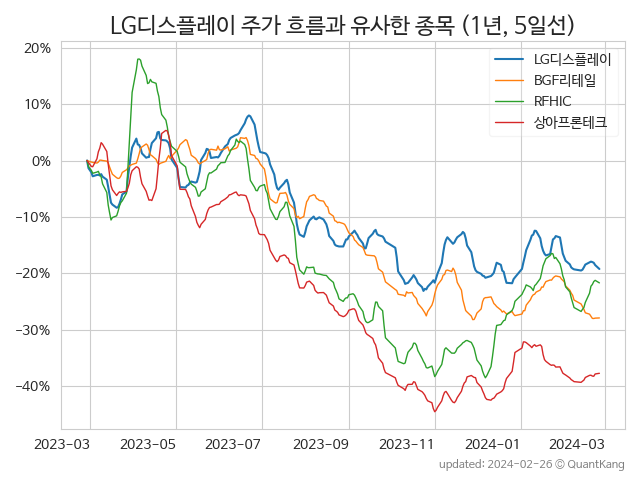 LG디스플레이 주가 흐름과 유사한 종목 (1년, 5일선)
20%
10%
0%
−10%
−20%
−30%
−40%
LG디스플레이
BGF리테일
RFHIC
상아프론테크
2023-03
2023-05
2023-07
2023-09
2023-11
2024-01
2024-03
updated: 2024-02-26 © QuantKang